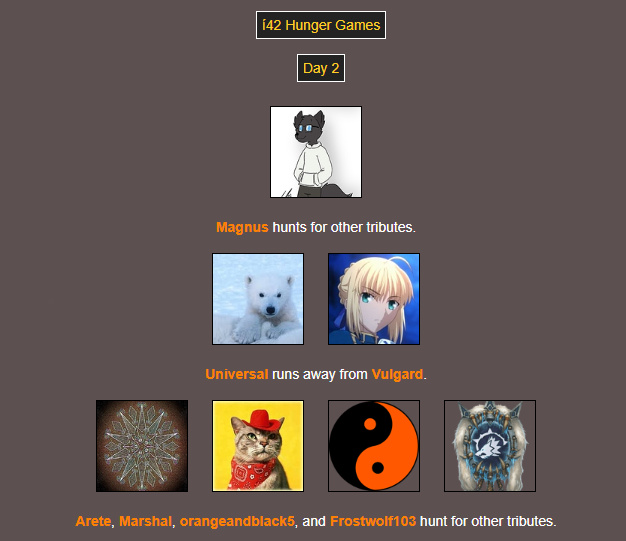 í42 Hunger Games
Day 2
Magnus hunts for other tributes.
Universal runs away from Vulgard.
Arete, Marshal, orangeandblack5, and Frostwolf103 hunt for other tributes.